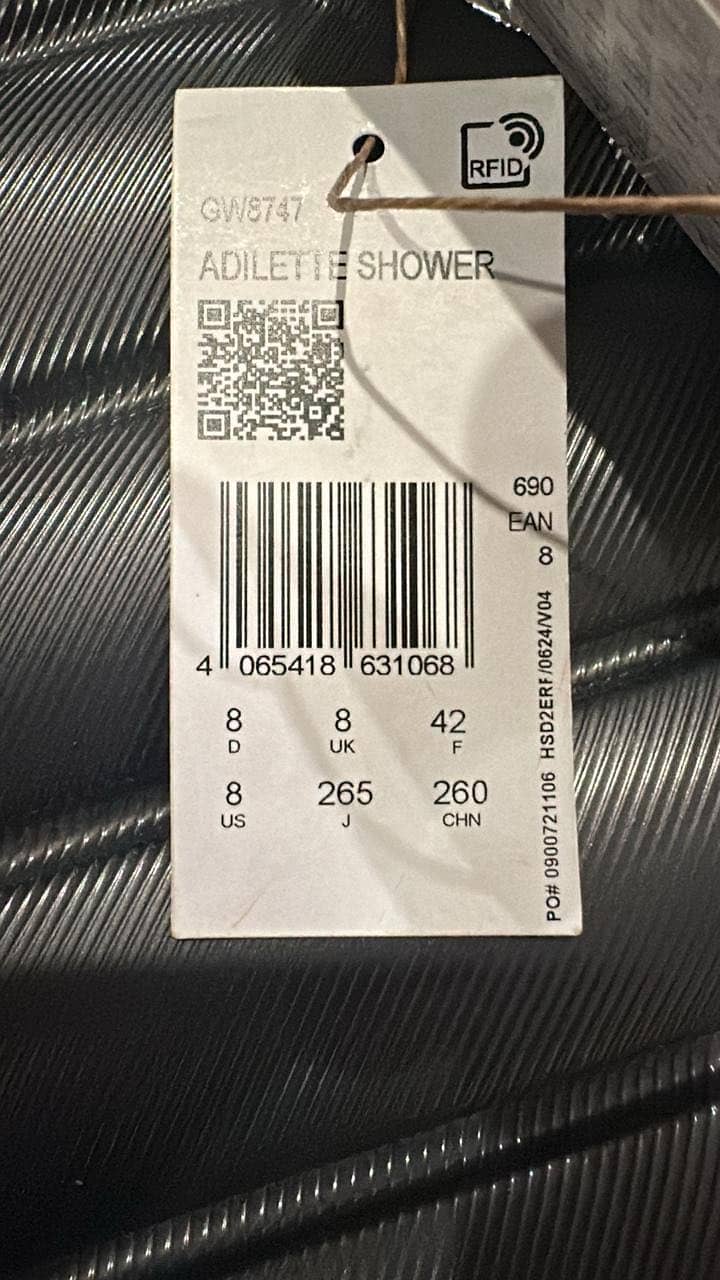 RFID
GW8747
ADILETTE SHOWER
690
EAN
8
4 065418 631068
8 8 42
D UK F
8 265 260
US J CHN
PO# 0900721106 HSD2ERF/0624/V04